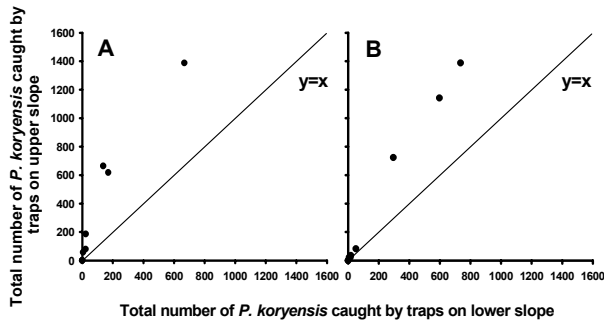 Total number of P. koryensis caught by
traps on upper slope
A
y=x
1600
1400
1200
1000
800
600
400
200
0
0 200 400 600 800 1000 1200 1400 1600
B
y=x
0 200 400 600 800 1000 1200 1400 1600
Total number of P. koryensis caught by traps on lower slope